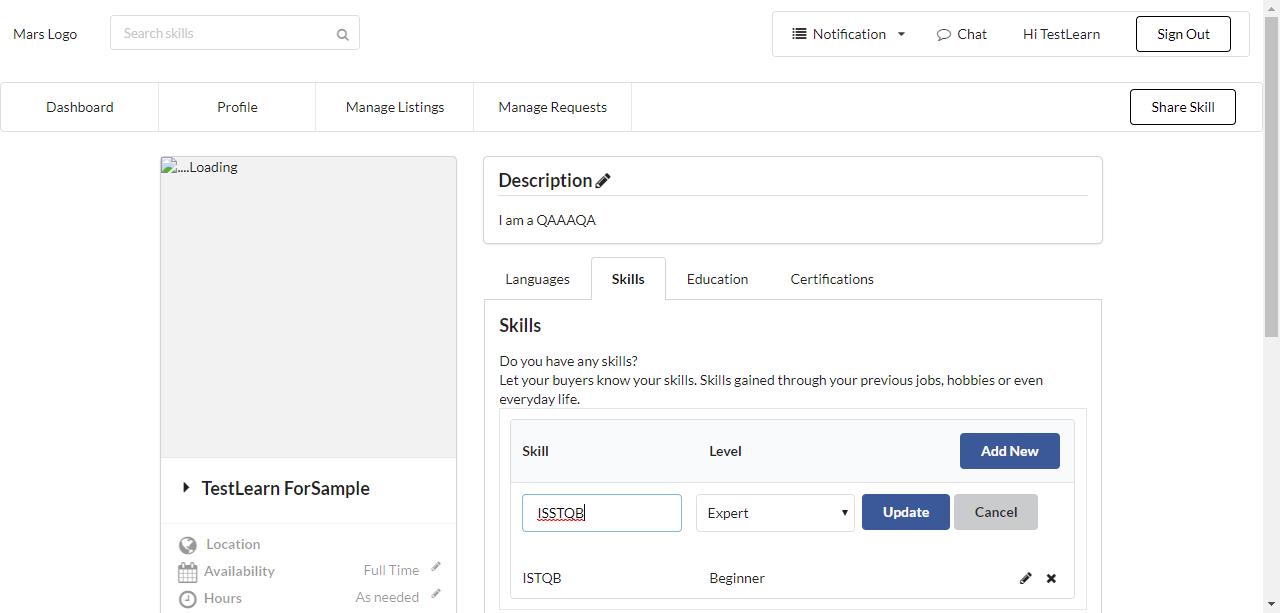 Mars Logo
Search skills
Notification
Chat
Hi TestLearn
Sign Out
Dashboard
Profile
Manage Listings
Manage Requests
Share Skill
....Loading
TestLearn ForSample
Location
Availability
Full Time
Hours
As needed
Description
I am a QAAAQA
Languages
Skills
Education
Certifications
Skills
Do you have any skills?
Let your buyers know your skills. Skills gained through your previous jobs, hobbies or even
everyday life.
Skill
Level
Add New
ISSTQB
Expert
Update
Cancel
ISTQB
Beginner